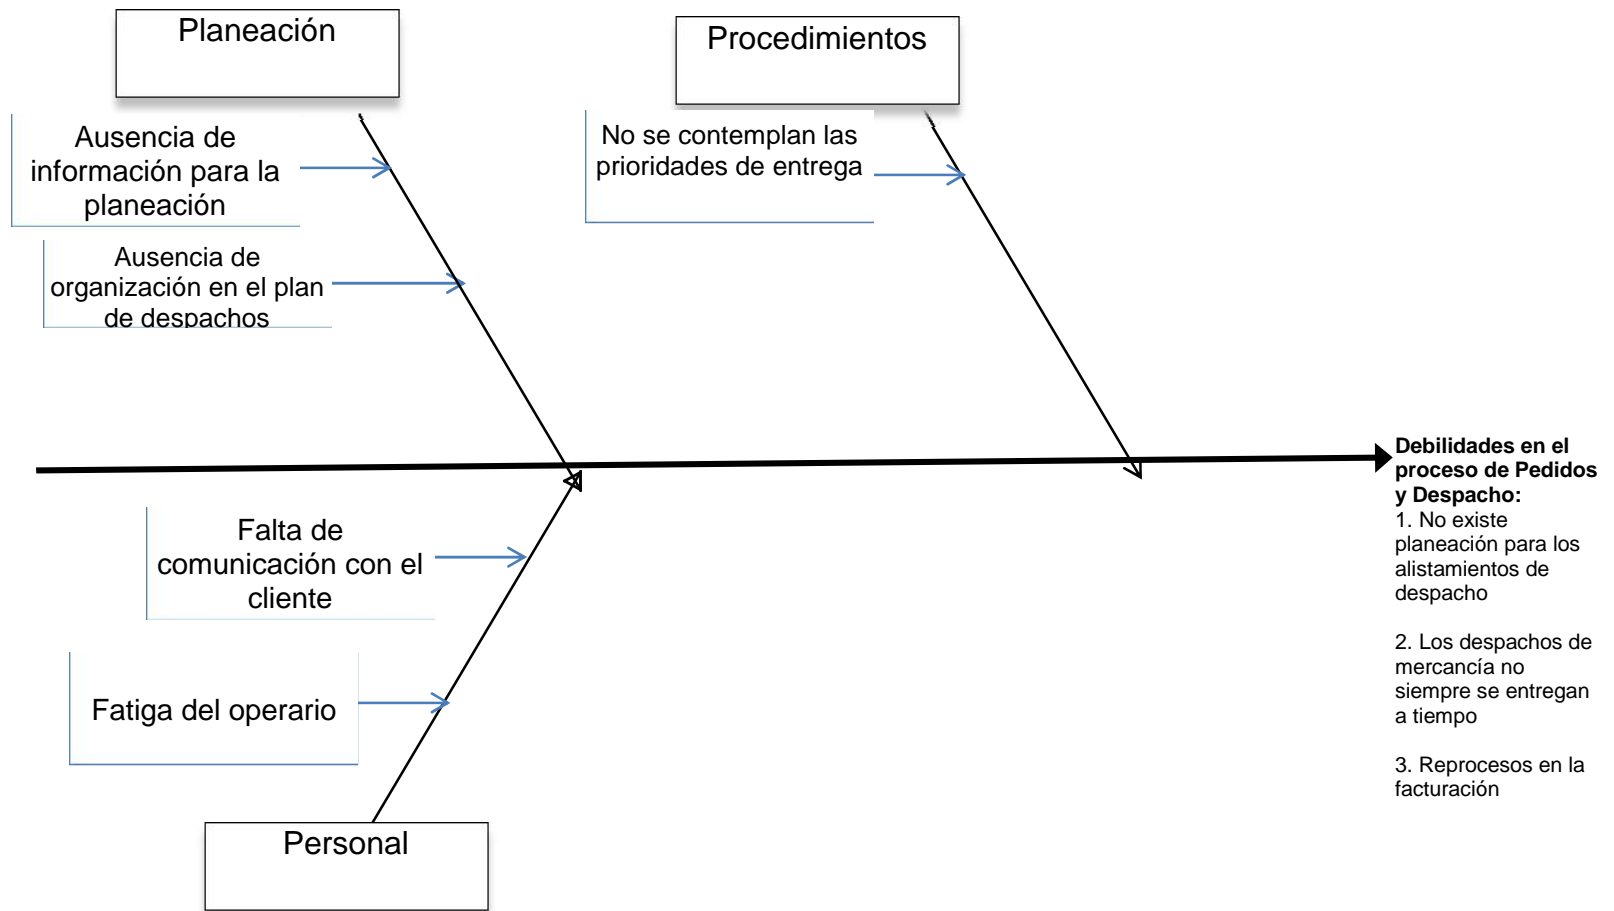 Planeación
Procedimientos
Ausencia de
información para la
planeación
No se contemplan las
prioridades de entrega
Ausencia de
organización en el plan
de despachos
Debilidades en el
proceso de Pedidos
y Despacho:
1. No existe
planeación para los
alistamientos de
despacho
2. Los despachos de
mercancía no
siempre se entregan
a tiempo
3. Reprocesos en la
facturación
Falta de
comunicación con el
cliente
Fatiga del operario
Personal